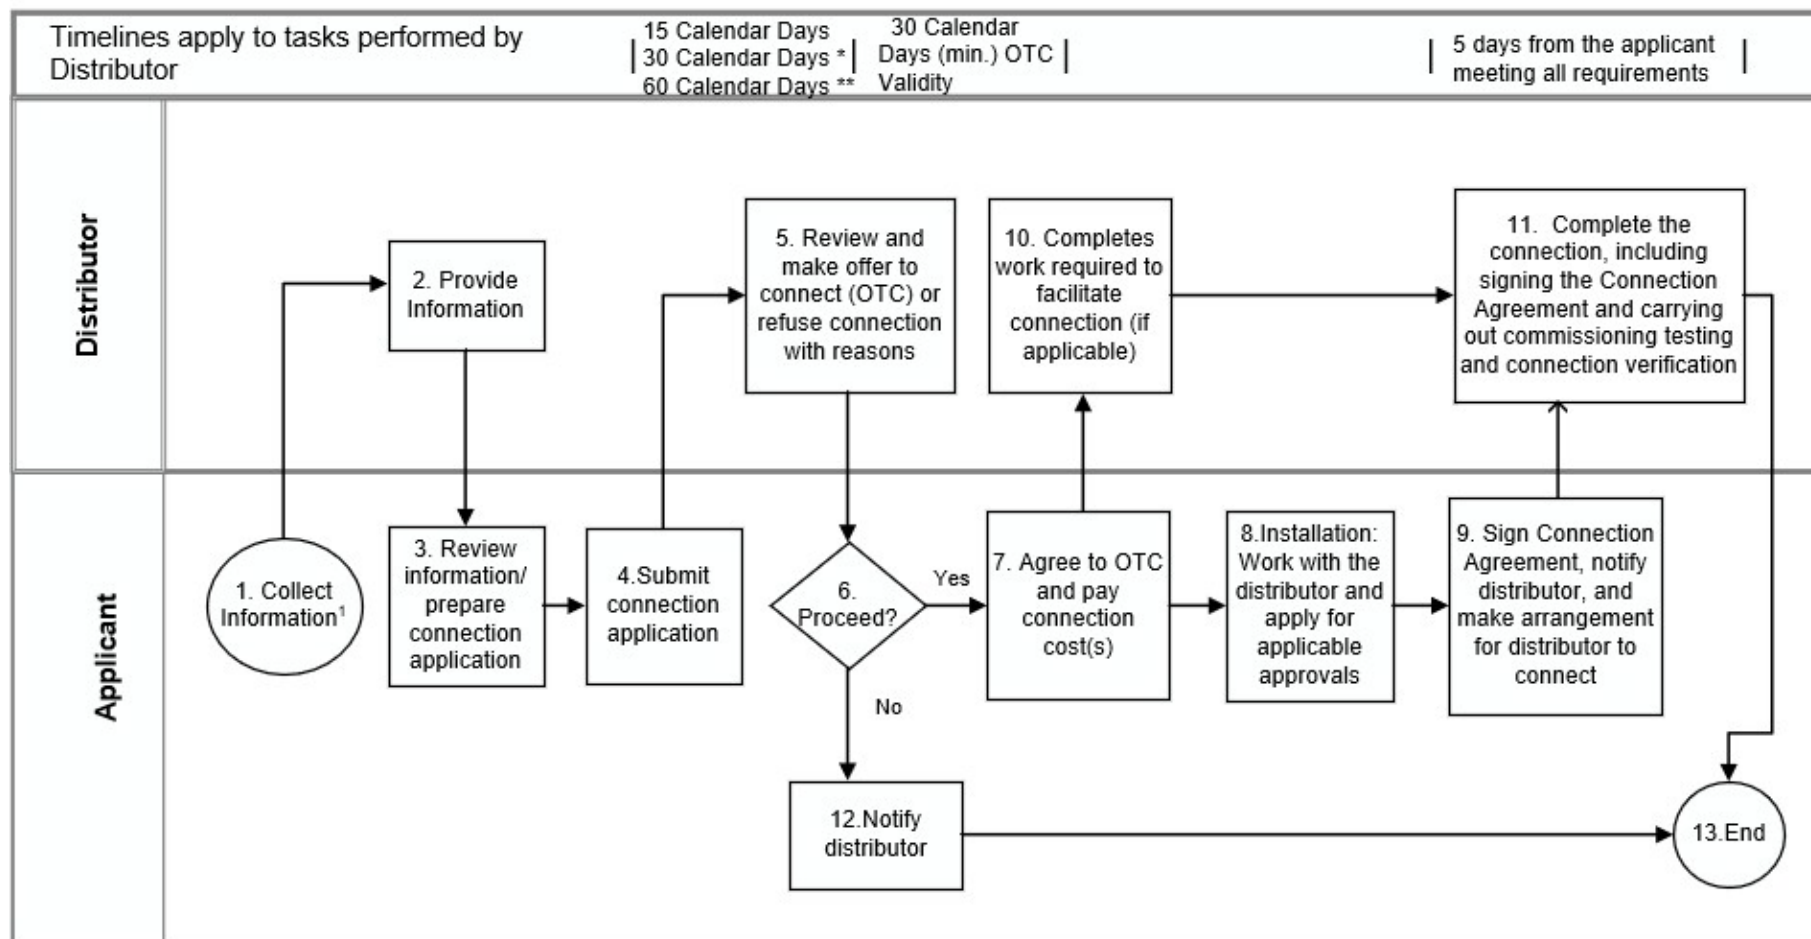 Timelines apply to tasks performed by
Distributor
15 Calendar Days
30 Calendar Days *
60 Calendar Days **
30 Calendar
Days (min.) OTC
Validity
5 days from the applicant
meeting all requirements
Distributor
2. Provide
Information
5. Review and
make offer to
connect (OTC) or
refuse connection
with reasons
10. Completes
work required to
facilitate
connection (if
applicable)
11. Complete the
connection, including
signing the Connection
Agreement and carrying
out commissioning testing
and connection verification
Applicant
1. Collect
Information¹
3. Review
information/
prepare
connection
application
4.Submit
connection
application
6.
Proceed?
Yes
No
7. Agree to OTC
and pay
connection
cost(s)
8.Installation:
Work with the
distributor and
apply for
applicable
approvals
9. Sign Connection
Agreement, notify
distributor, and
make arrangement
for distributor to
connect
12.Notify
distributor
13.End